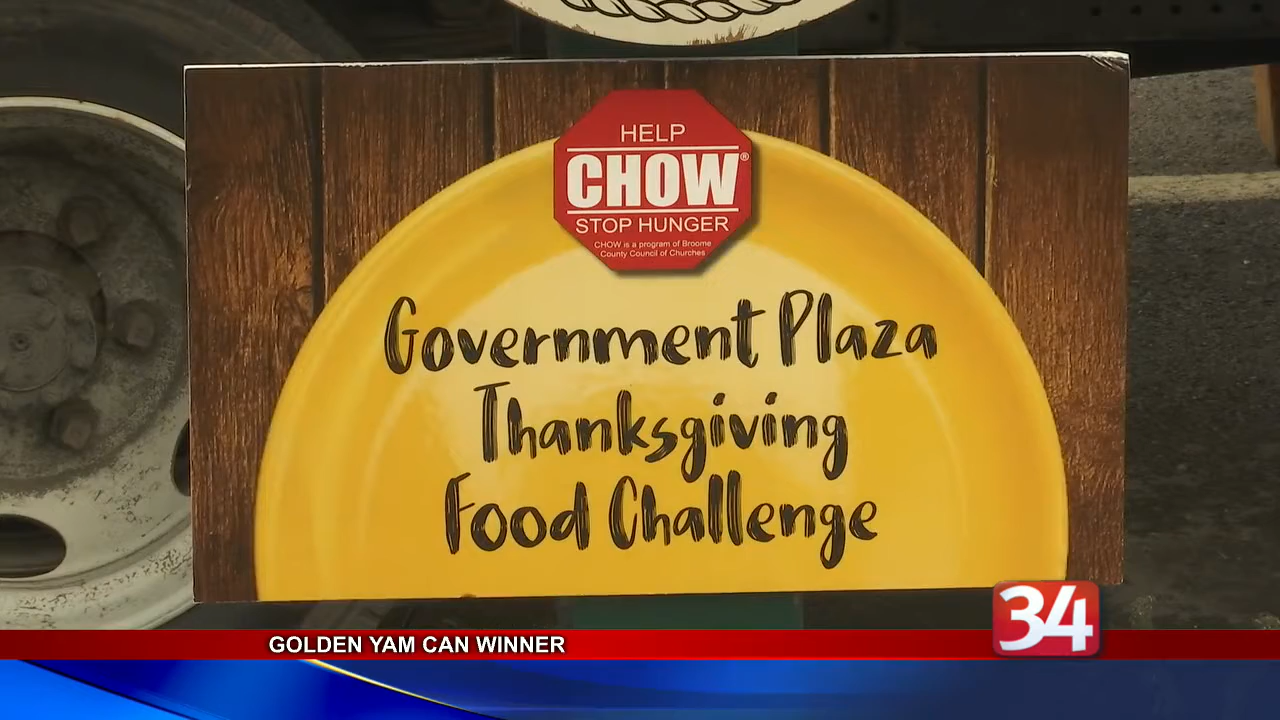 HELP
CHOW®
STOP HUNGER
CHOW is a program of Broome
County Council of Churches
Government Plaza
Thanksgiving
Food Challenge
GOLDEN YAM CAN WINNER
34